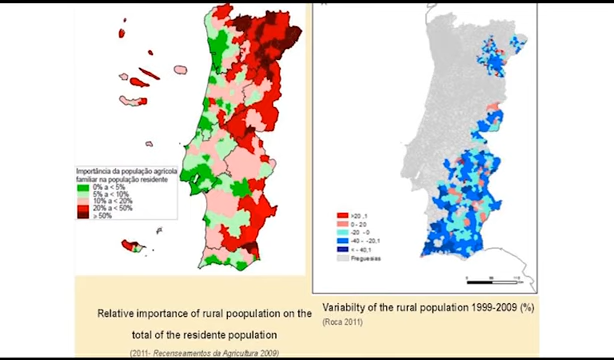 Importância da população agrícola
familiar na população residente
0% a < 5%
5% a < 10%
10% a < 20%
20% a < 50%
> 50%
Relative importance of rural poopulation on the
total of the residente population
(2011- Recenseamentos da Agricultura 2009)
>20 ,1
0 - 20
-20 - 0
-40 - -20,1
< - 40,1
Freguesias
Variabilty of the rural population 1999-2009 (%)
(Roca 2011)